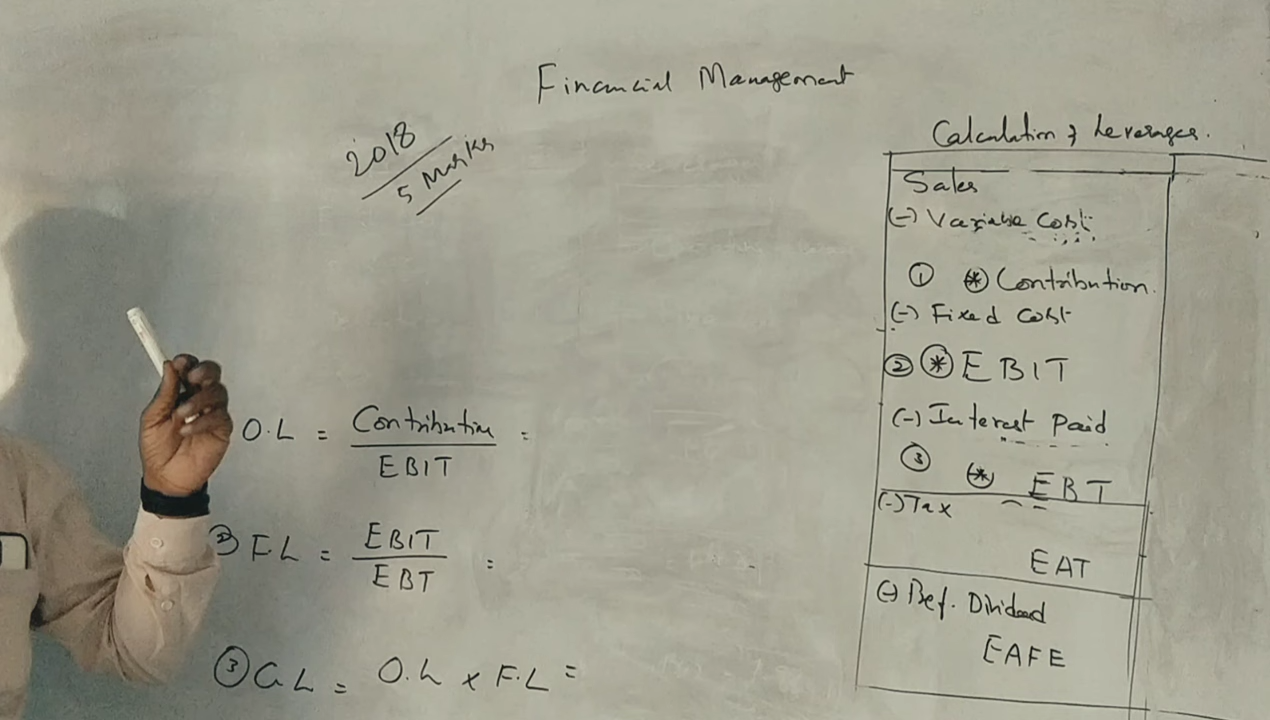 Financial Management
2018
5 Marks
Calculation of Leverages.
Sales
(-) Variable Cost
① (*) Contribution.
(-) Fixed Cost
② (*) EBIT
(-) Interest Paid
③ (*) EBT
(-) Tax
EAT
(-) Pref. Dividend
EAFE
O.L = Contribution =
EBIT
② F.L = EBIT =
EBT
③ C.L = O.L x F.L =